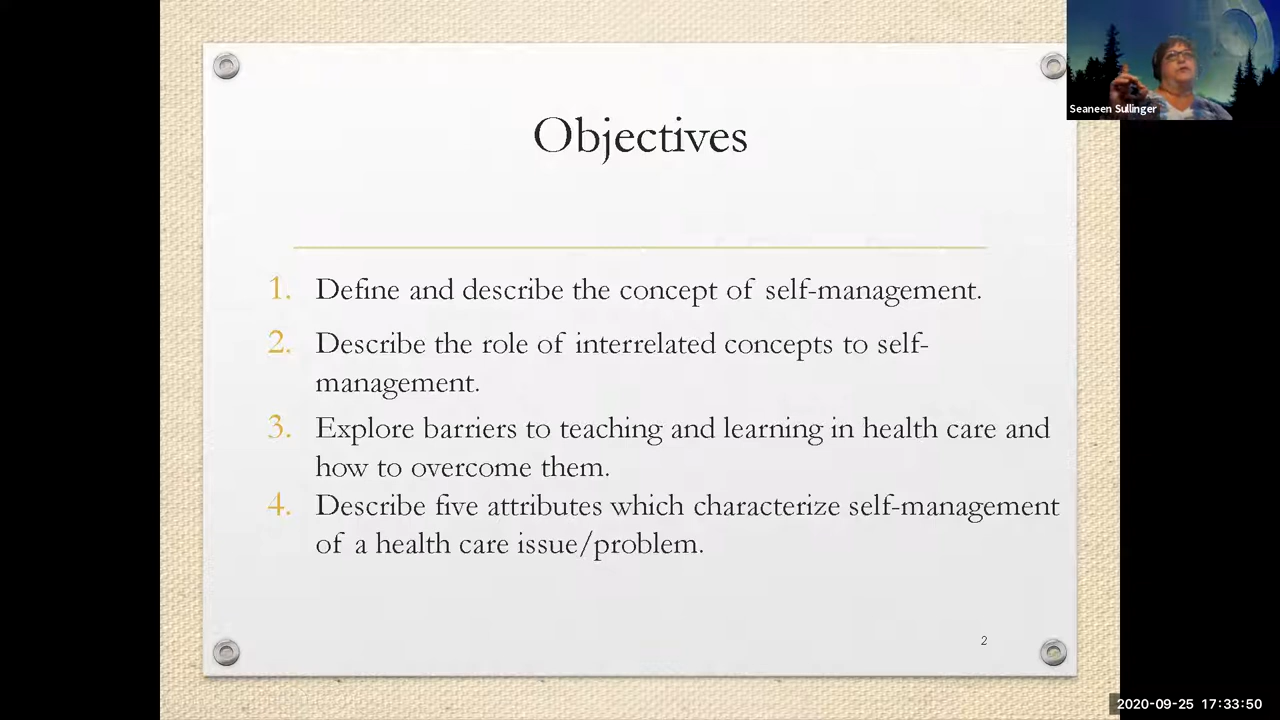 Seaneen Sullinger
Objectives
1. Define and describe the concept of self-management.
2. Describe the role of interrelated concepts to self-
management.
3. Explore barriers to teaching and learning in health care and
how to overcome them.
4. Describe five attributes which characterize self-management
of a health care issue/problem.
2
2020-09-25 17:33:50